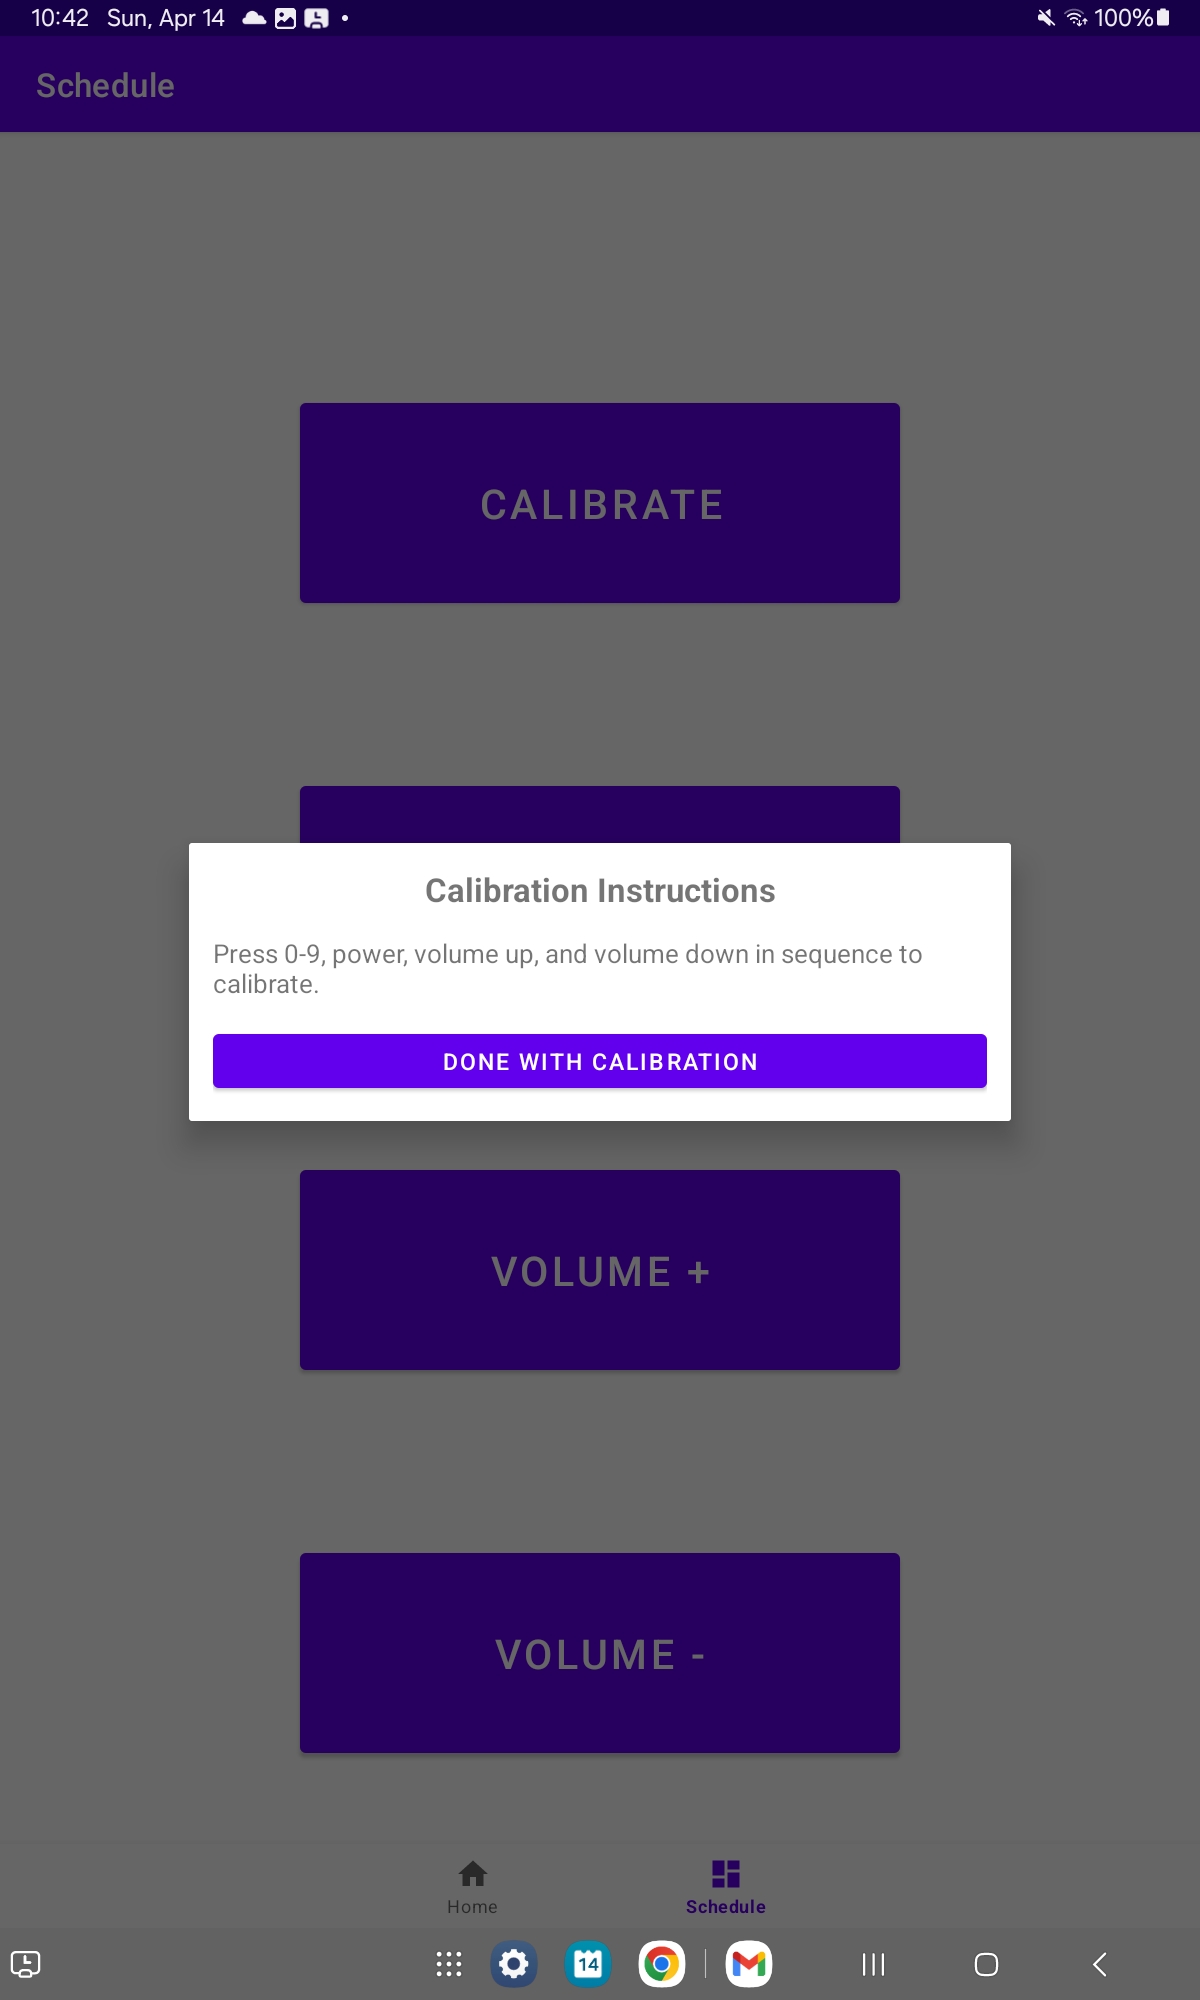 10:42 Sun, Apr 14
100%
Schedule
CALIBRATE
Calibration Instructions
Press 0-9, power, volume up, and volume down in sequence to
calibrate.
DONE WITH CALIBRATION
VOLUME +
VOLUME -
Home
Schedule
14